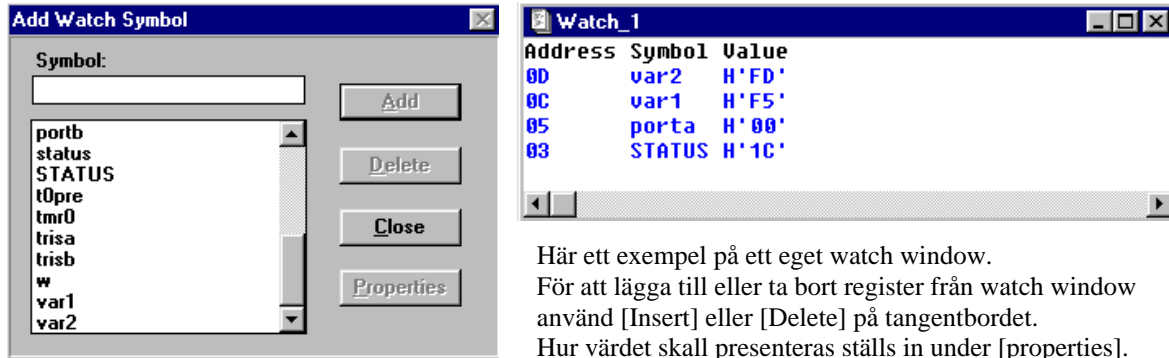 Add Watch Symbol
Symbol:
Add
Delete
Close
Properties
portb
status
STATUS
t0pre
tmr0
trisa
trisb
w
var1
var2
Watch_1
Address Symbol Value
0D var2 H'FD'
0C var1 H'F5'
05 porta H'00'
03 STATUS H'1C'
Här ett exempel på ett eget watch window.
För att lägga till eller ta bort register från watch window
använd [Insert] eller [Delete] på tangentbordet.
Hur värdet skall presenteras ställs in under [properties].